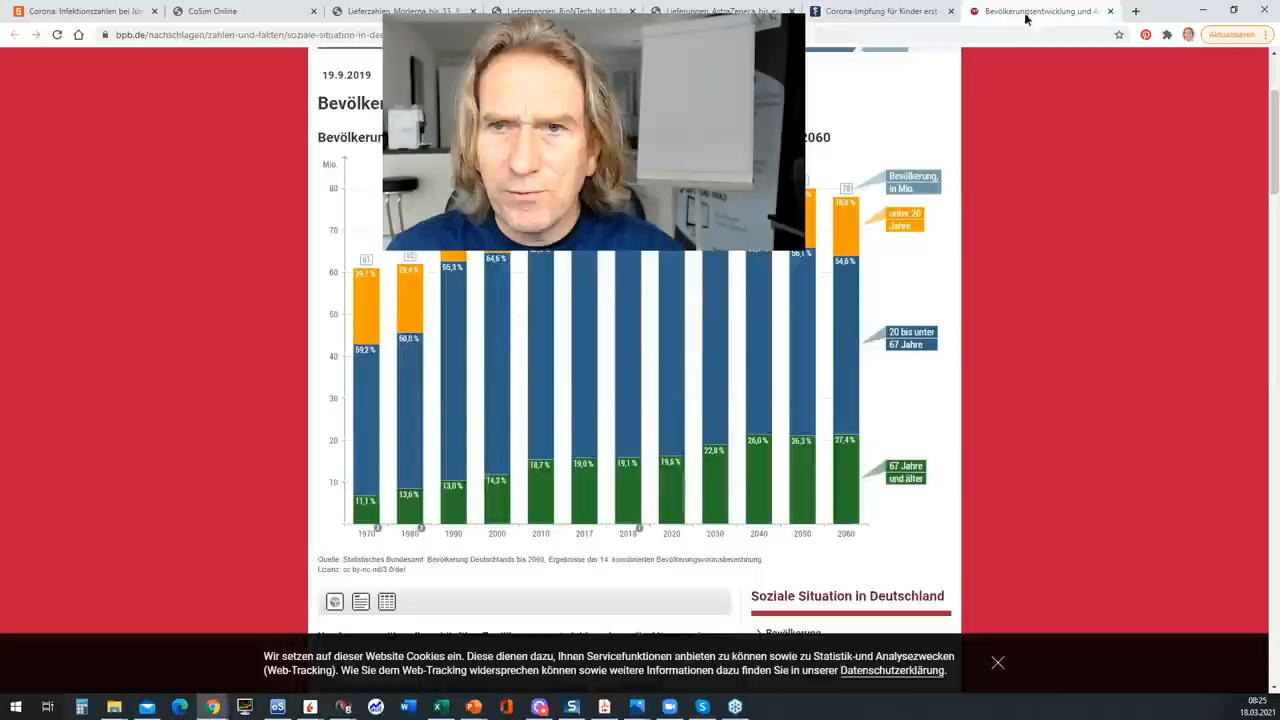 Corona: Infektionszahlen bei Jün
CoSim Online
Lieferzahlen Moderna bis 13.
Liefermengen BioNTech bis 13.
Lieferungen AstraZeneca bis
Corona-Impfung für Kinder erst
Bevölkerungsentwicklung und A
bpb.de/nachschlagen/zahlen-und-fakten/soziale-situation-in-deu
Aktualisieren
19.9.2019
Bevölker
Bevölkerun
2060
Mio.
80
70
60
50
40
30
20
10
61
29,7 %
59,2 %
11,1 %
26,4 %
60,0 %
13,6 %
65,3 %
13,0 %
64,6 %
14,3 %
18,7 %
19,0 %
19,1 %
19,5 %
22,8 %
26,0 %
56,1 %
26,3 %
78
18,0 %
54,6 %
27,4 %
Bevölkerung,
in Mio.
unter 20
Jahre
20 bis unter
67 Jahre
67 Jahre
und älter
1970
1980
1990
2000
2010
2017
2018
2020
2030
2040
2050
2060
Quelle: Statistisches Bundesamt: Bevölkerung Deutschlands bis 2060, Ergebnisse der 14. koordinierten Bevölkerungsvorausberechnung
Lizenz: cc by-nc-nd/3.0/de/
Soziale Situation in Deutschland
Bevölkerung
Wir setzen auf dieser Website Cookies ein. Diese dienen dazu, Ihnen Servicefunktionen anbieten zu können sowie zu Statistik-und Analysezwecken
(Web-Tracking). Wie Sie dem Web-Tracking widersprechen können sowie weitere Informationen dazu finden Sie in unserer Datenschutzerklärung.
08:25
18.03.2021